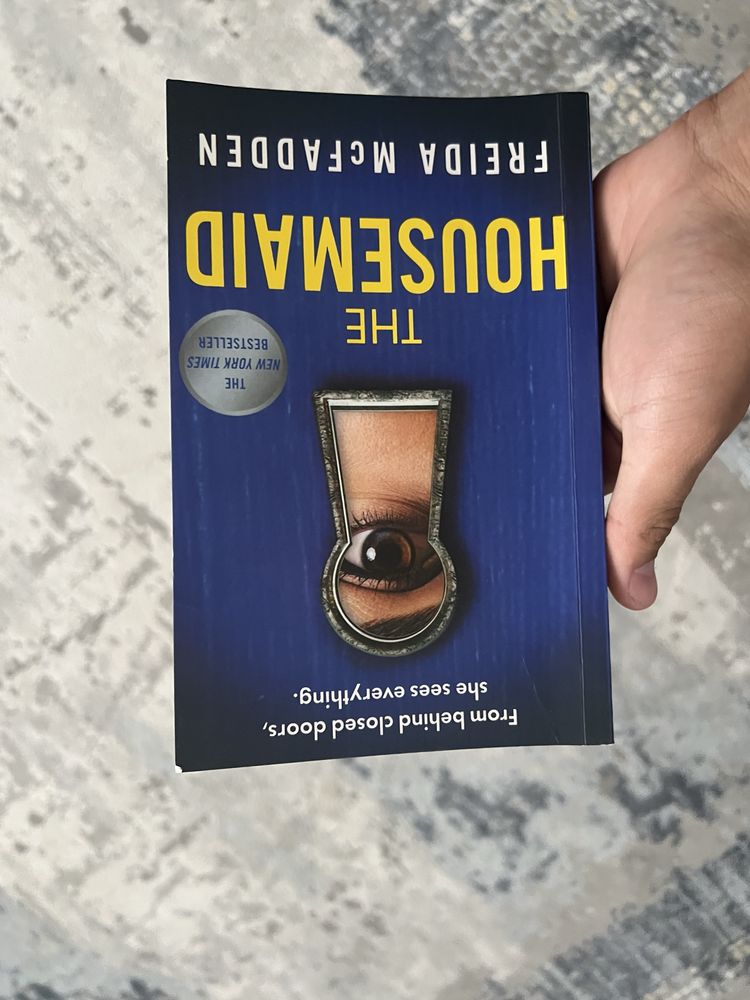 From behind closed doors,
she sees everything.
THE
HOUSEMAID
THE
NEW YORK TIMES
BESTSELLER
FREIDA McFADDEN